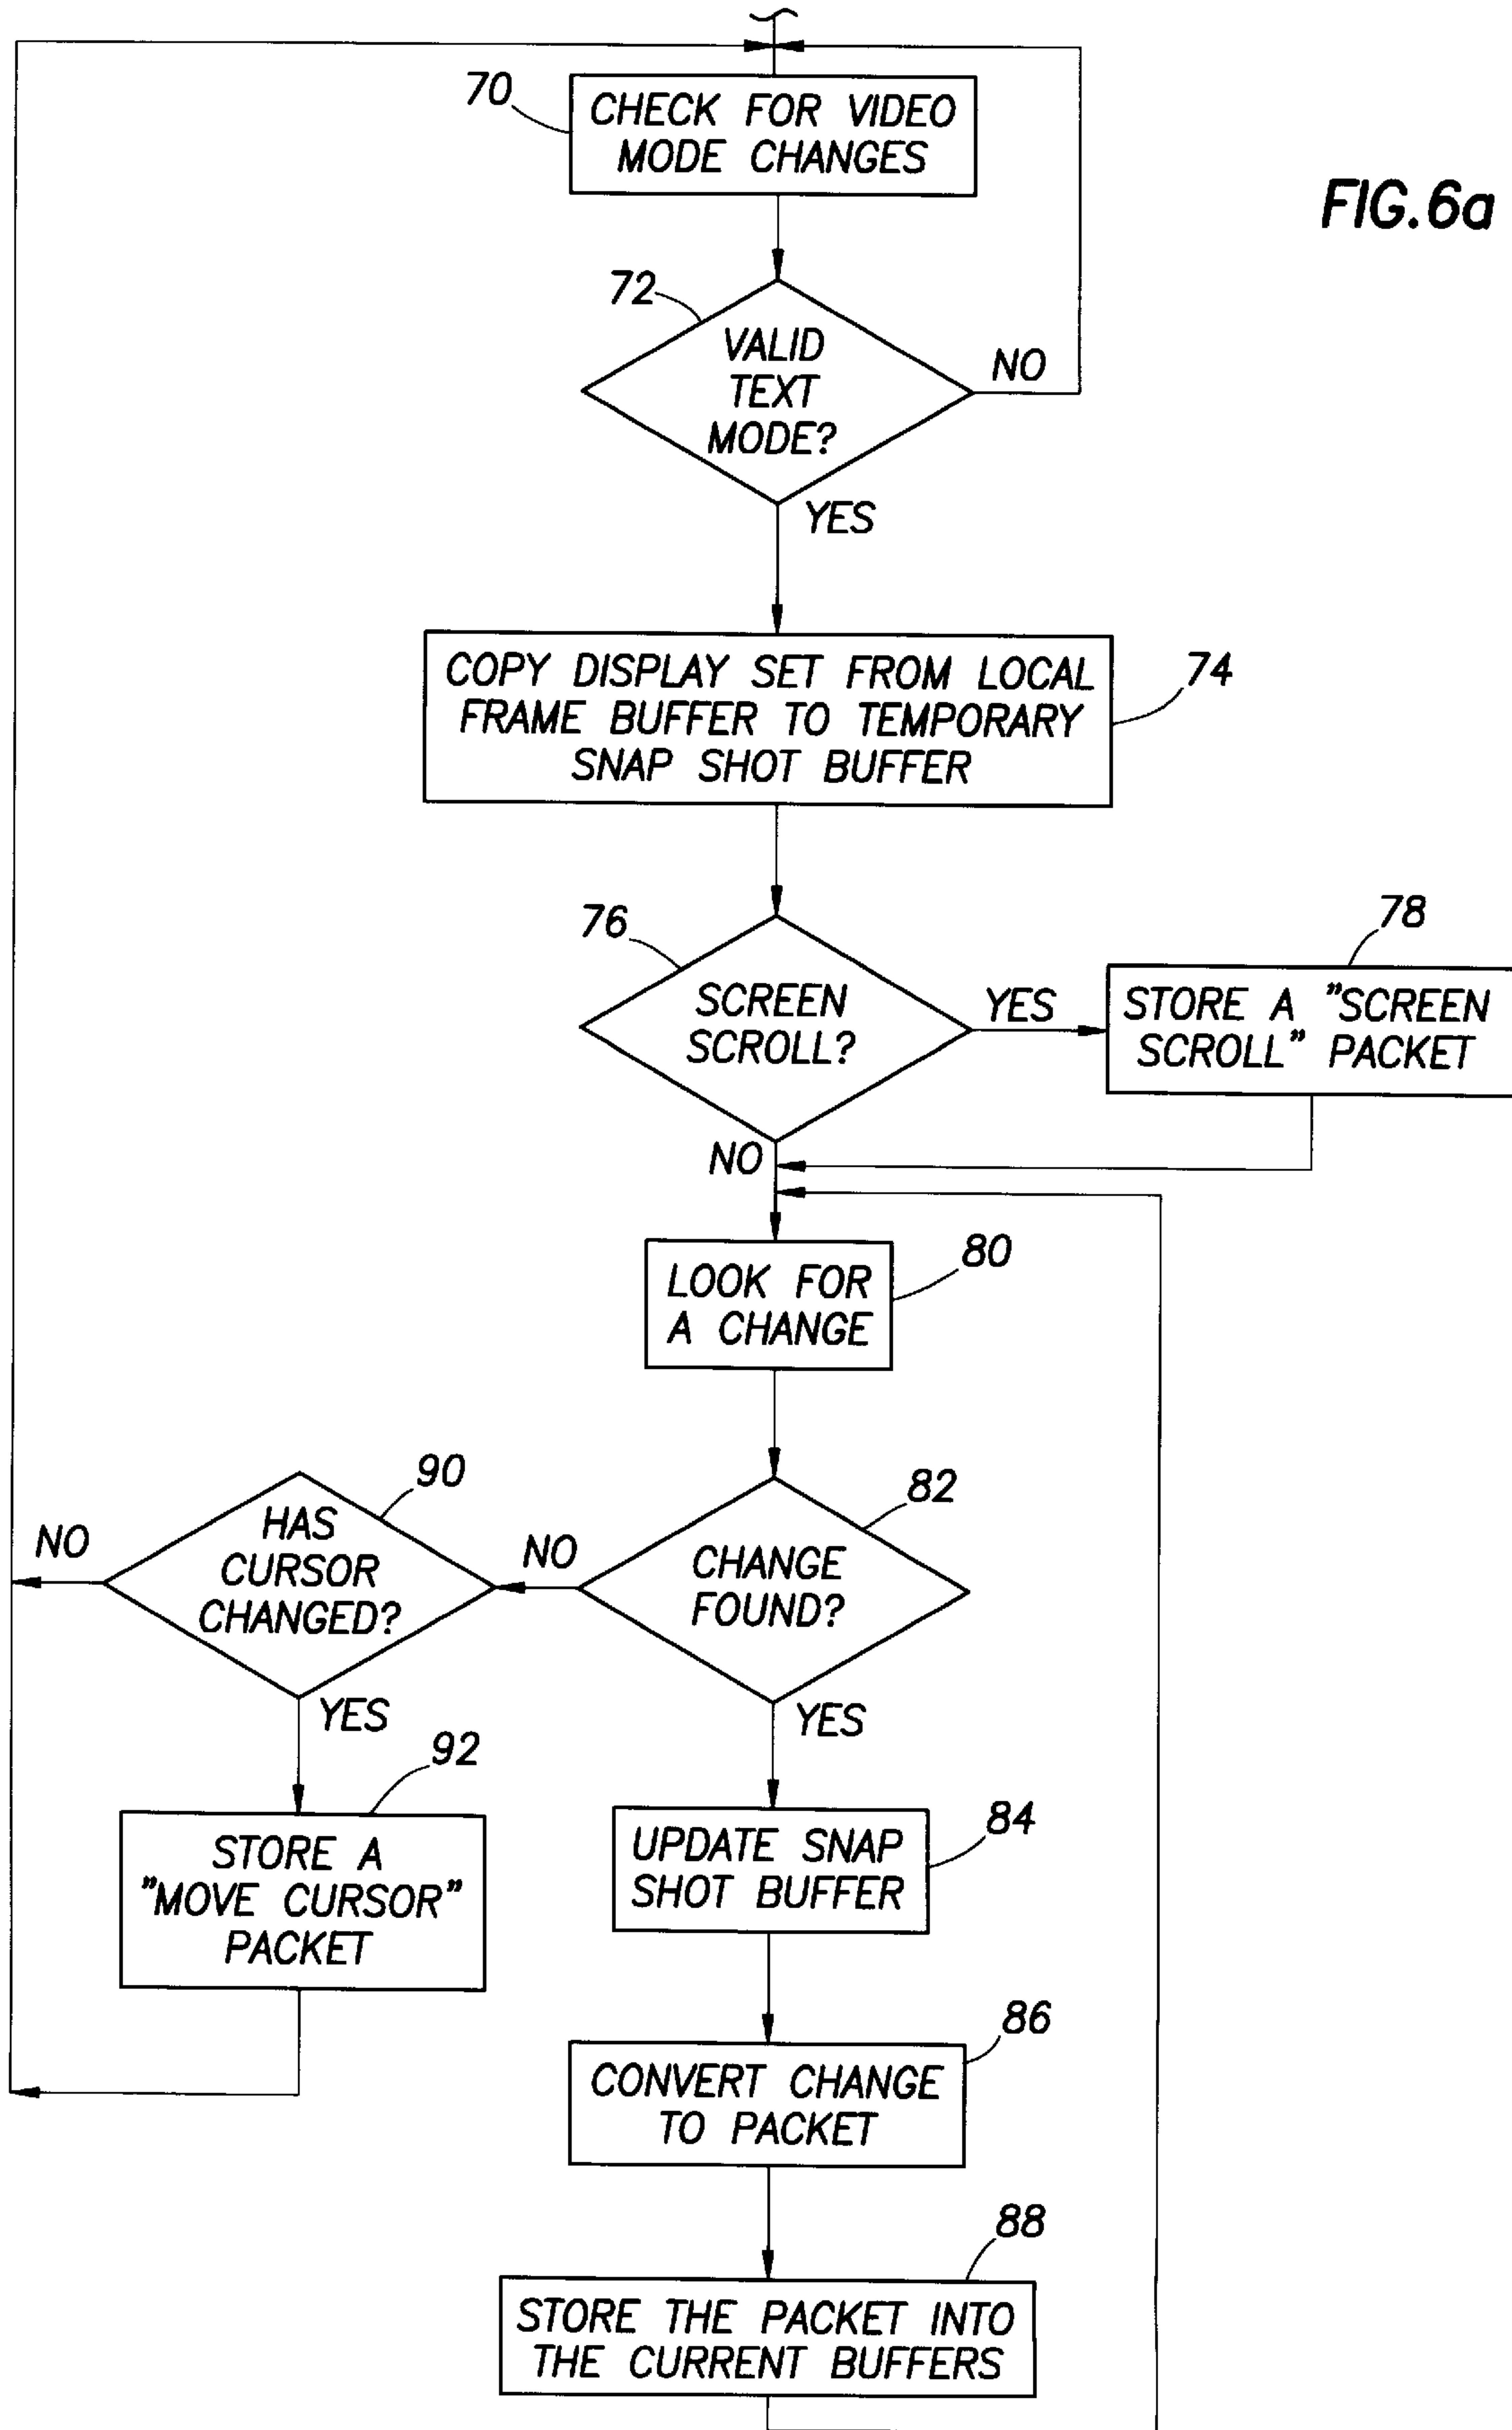 FIG.6a
70
CHECK FOR VIDEO
MODE CHANGES
72
VALID
TEXT
MODE?
NO
YES
74
COPY DISPLAY SET FROM LOCAL
FRAME BUFFER TO TEMPORARY
SNAP SHOT BUFFER
76
SCREEN
SCROLL?
YES
78
STORE A "SCREEN
SCROLL" PACKET
NO
80
LOOK FOR
A CHANGE
82
CHANGE
FOUND?
NO
90
HAS
CURSOR
CHANGED?
NO
YES
92
STORE A
"MOVE CURSOR"
PACKET
YES
84
UPDATE SNAP
SHOT BUFFER
86
CONVERT CHANGE
TO PACKET
88
STORE THE PACKET INTO
THE CURRENT BUFFERS